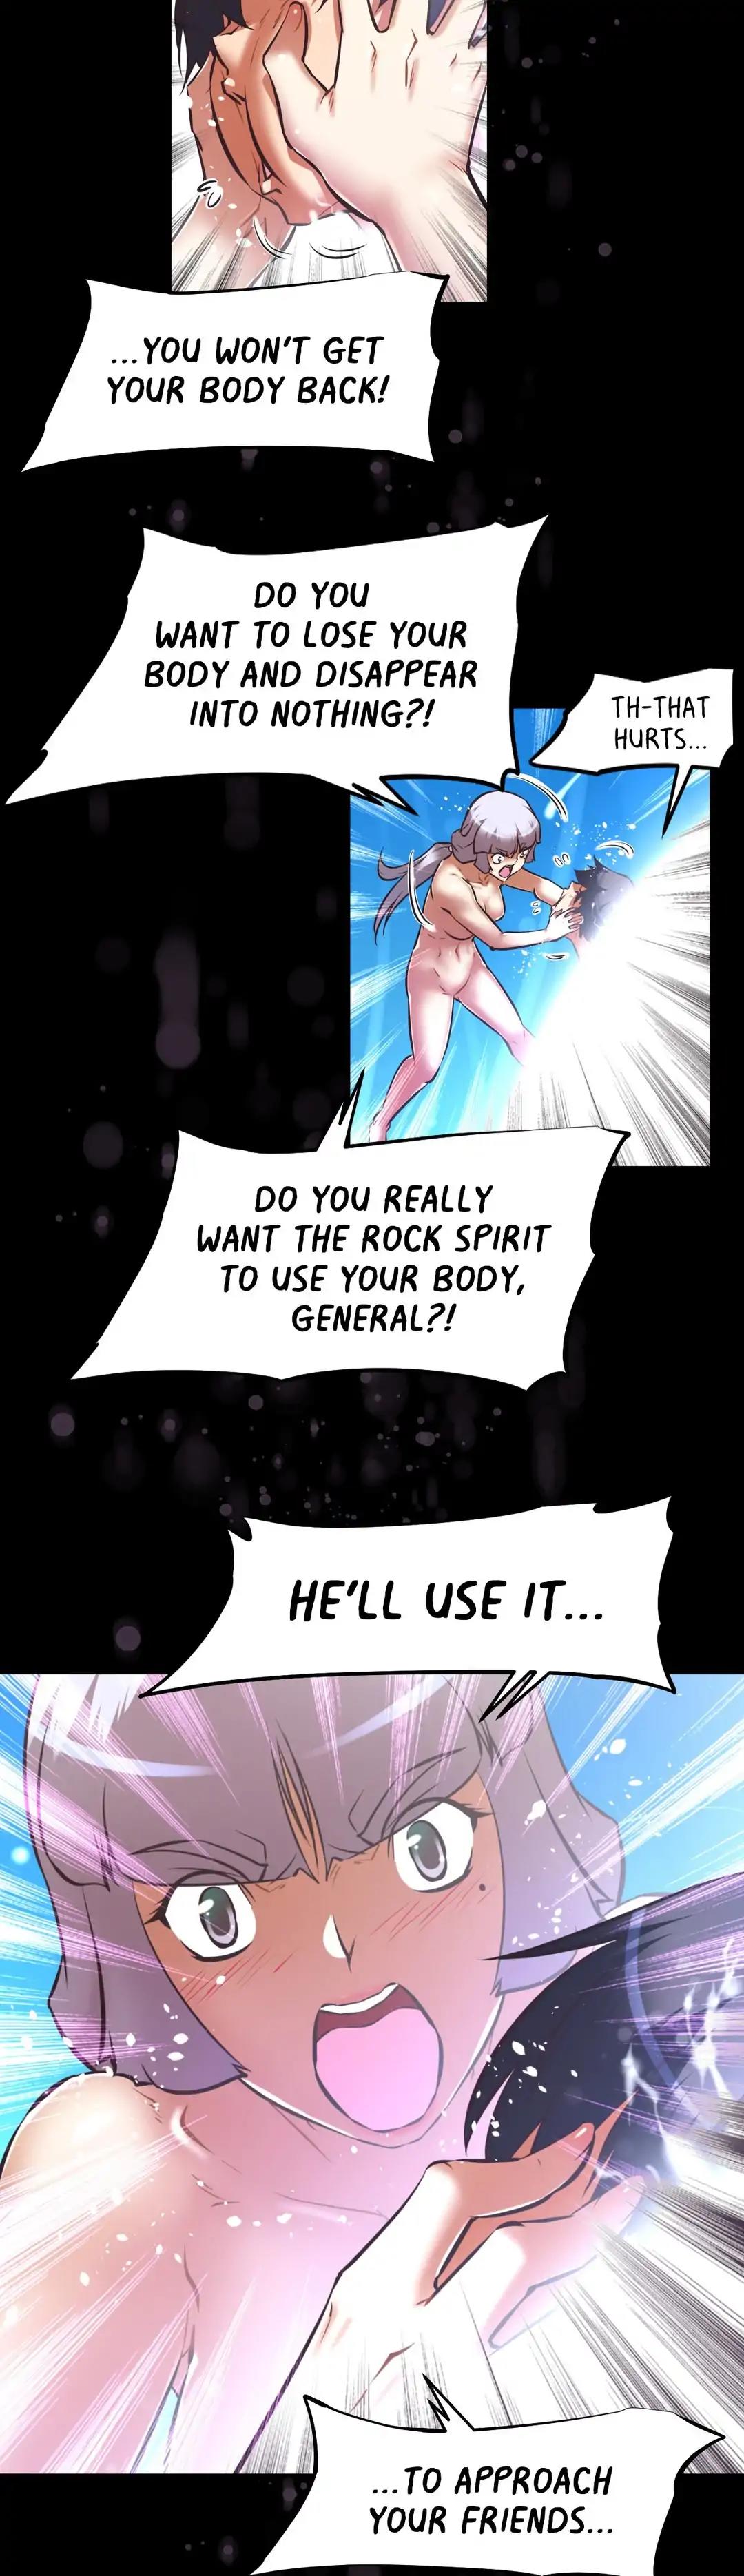 ...YOU WON'T GET
YOUR BODY BACK!
DO YOU
WANT TO LOSE YOUR
BODY AND DISAPPEAR
INTO NOTHING?!
TH-THAT
HURTS...
DO YOU REALLY
WANT THE ROCK SPIRIT
TO USE YOUR BODY,
GENERAL?!
HE'LL USE IT...
...TO APPROACH
YOUR FRIENDS...